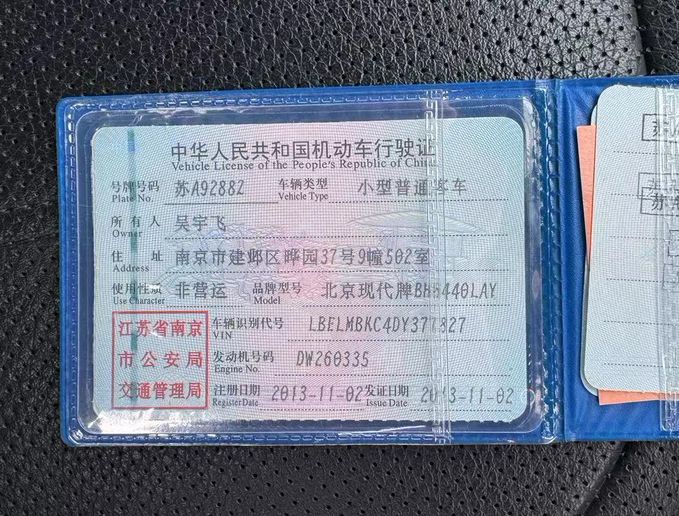 中华人民共和国机动车行驶证
Vehicle License of the People's Republic of China
号牌号码 苏A9288Z 车辆类型 小型普通客车
Plate No. Vehicle Type
所有人 吴宇飞
Owner
住址 南京市建邺区晔园37号9幢502室
Address
使用性质 非营运 品牌型号 北京现代牌BH6440LAY
Use Character Model
江苏省南京 车辆识别代号 LBELMBKC4DY377827
VIN
市公安局 发动机号码 DW260335
Engine No.
交通管理局 注册日期 2013-11-02 发证日期 2013-11-02
Register Date Issue Date